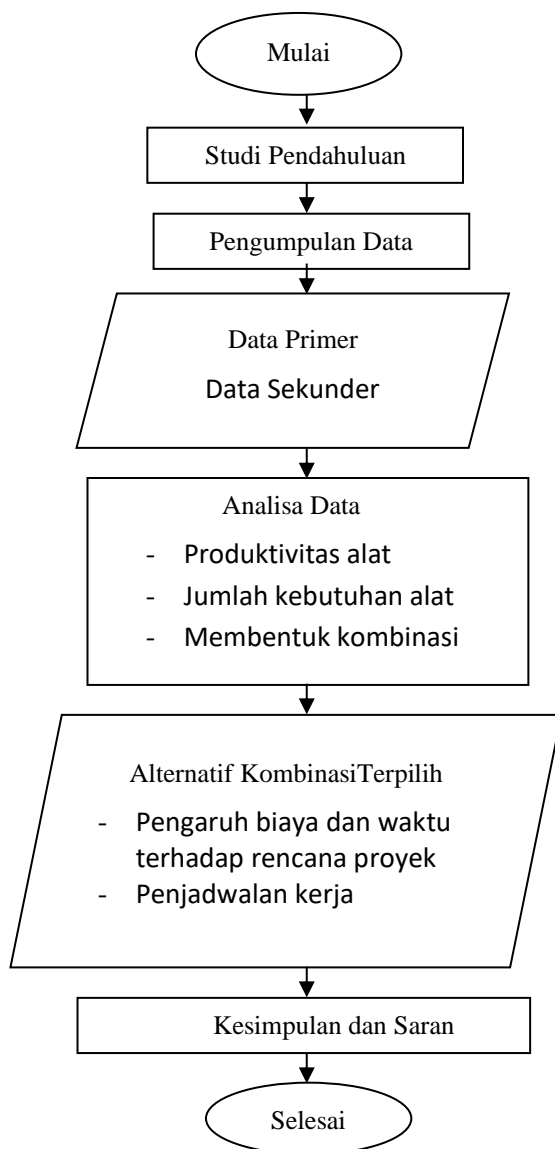 Mulai
Studi Pendahuluan
Pengumpulan Data
Data Primer
Data Sekunder
Analisa Data
- Produktivitas alat
- Jumlah kebutuhan alat
- Membentuk kombinasi
Alternatif KombinasiTerpilih
- Pengaruh biaya dan waktu
terhadap rencana proyek
- Penjadwalan kerja
Kesimpulan dan Saran
Selesai